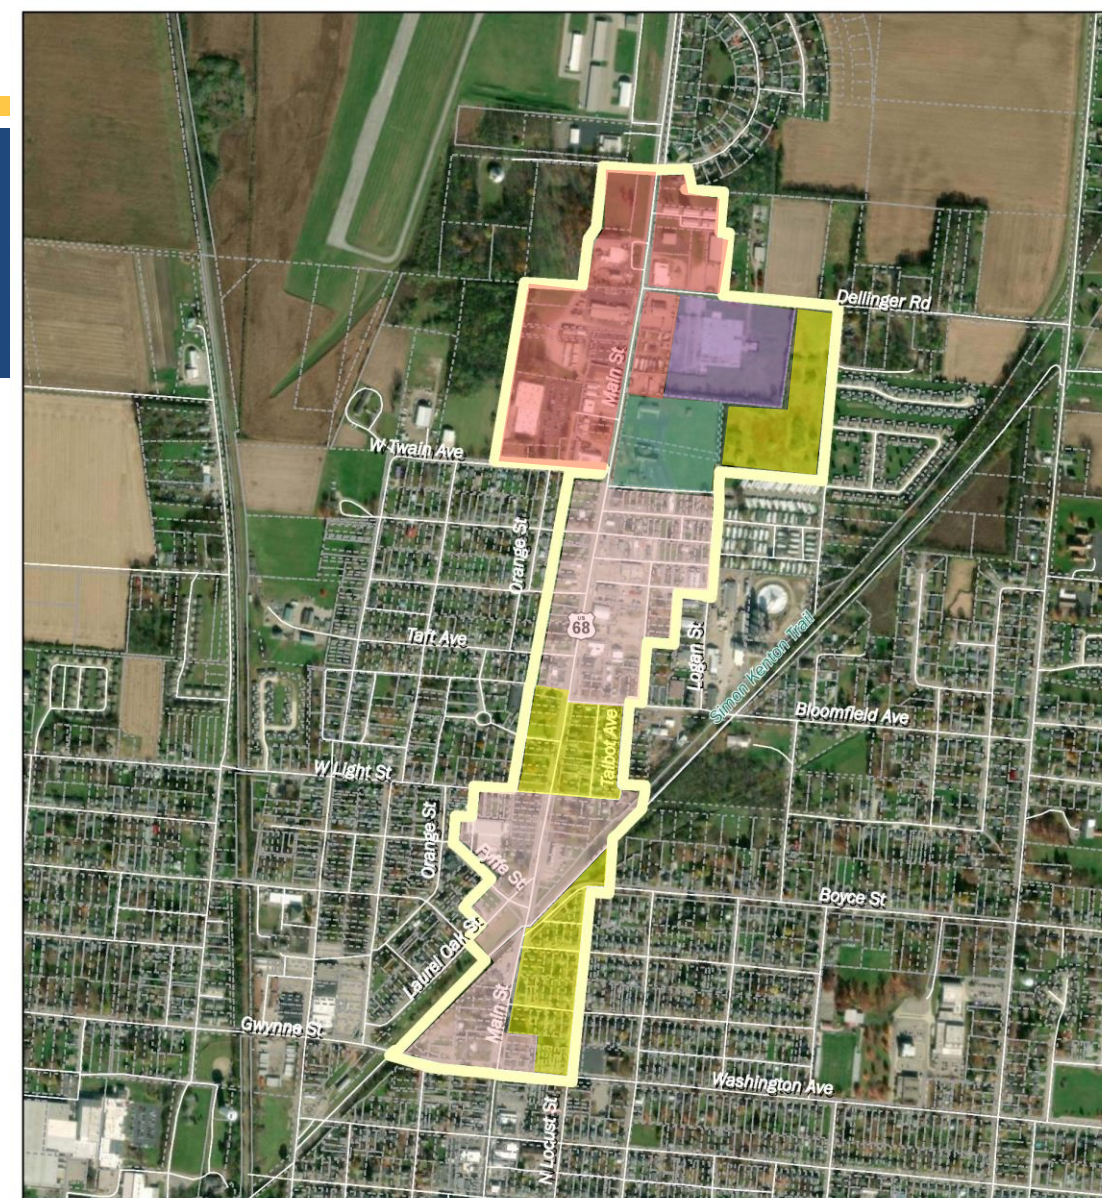 Dellinger Rd
Main St
W Twain Ave
Orange St
US
68
Taft Ave
Logan St
Simon Kenton Trail
Bloomfield Ave
Talbot Ave
W Light St
Orange St
Fyffe St
Boyce St
Laurel Oak St
Main St
Gwynne St
Washington Ave
N Locust St